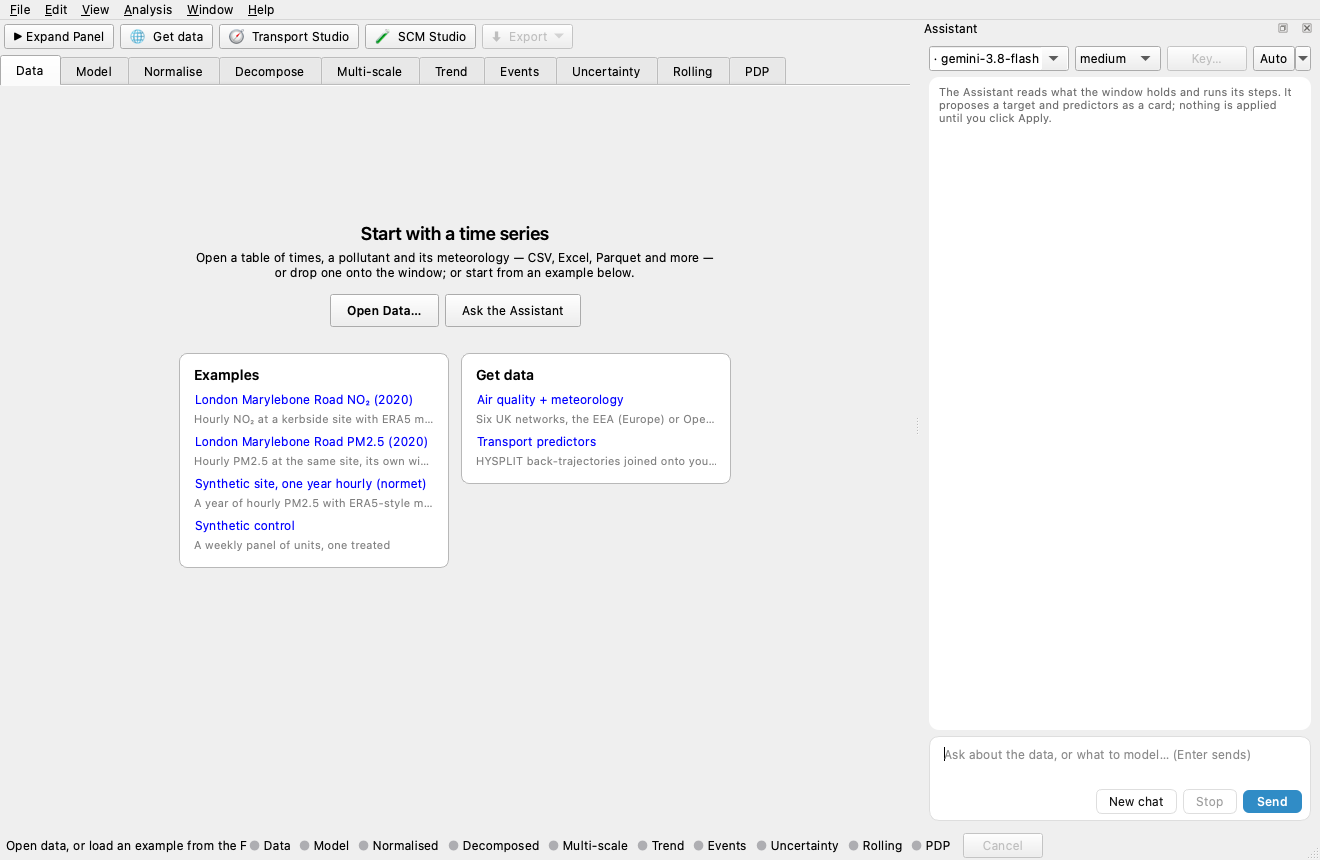 File Edit View Analysis Window Help
Expand Panel Get data Transport Studio SCM Studio Export
Data Model Normalise Decompose Multi-scale Trend Events Uncertainty Rolling PDP
Start with a time series
Open a table of times, a pollutant and its meteorology — CSV, Excel, Parquet and more —
or drop one onto the window; or start from an example below.
Open Data... Ask the Assistant
Examples
London Marylebone Road NO₂ (2020)
Hourly NO₂ at a kerbside site with ERA5 m...
London Marylebone Road PM2.5 (2020)
Hourly PM2.5 at the same site, its own wi...
Synthetic site, one year hourly (normet)
A year of hourly PM2.5 with ERA5-style m...
Synthetic control
A weekly panel of units, one treated
Get data
Air quality + meteorology
Six UK networks, the EEA (Europe) or Ope...
Transport predictors
HYSPLIT back-trajectories joined onto you...
Assistant
· gemini-3.8-flash medium Key... Auto
The Assistant reads what the window holds and runs its steps. It
proposes a target and predictors as a card; nothing is applied
until you click Apply.
Ask about the data, or what to model... (Enter sends)
New chat Stop Send
Open data, or load an example from the F Data Model Normalised Decomposed Multi-scale Trend Events Uncertainty Rolling PDP Cancel